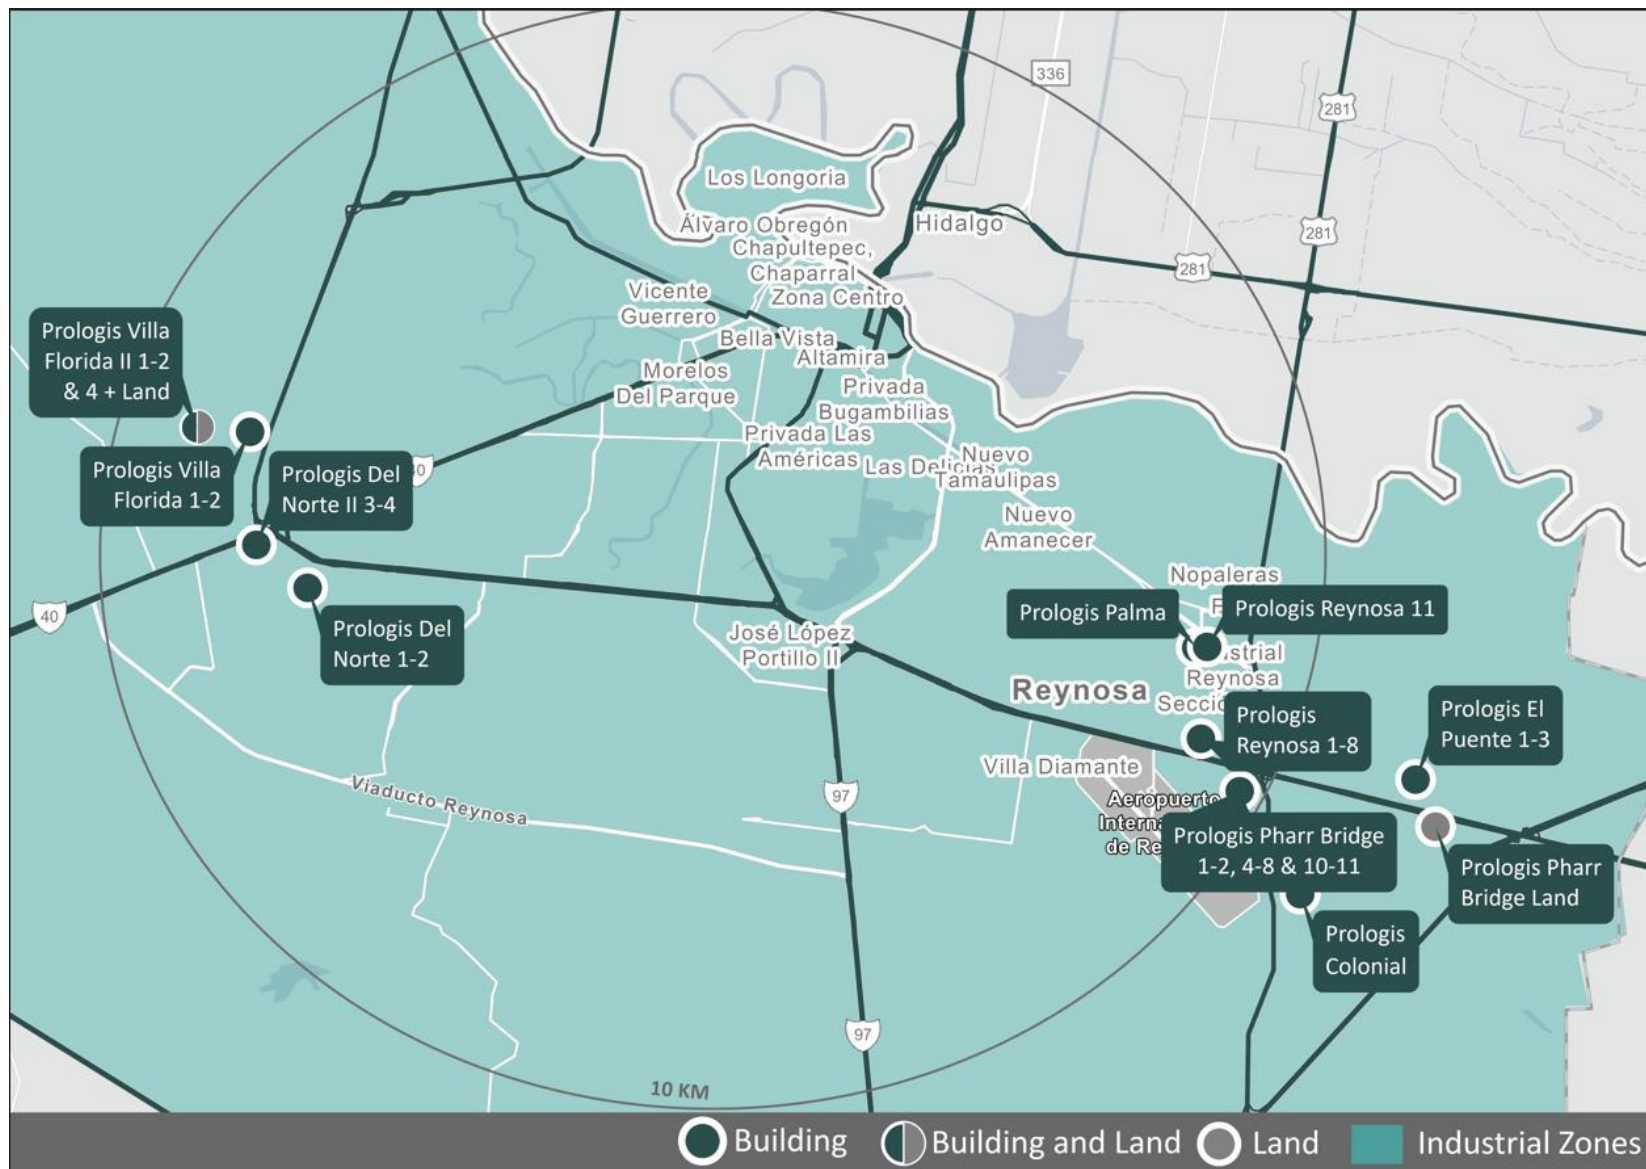 336
281
Los Longoria
Álvaro Obregón
Hidalgo
281
Chapultepec,
Chaparral
281
Zona Centro
Vicente
Guerrero
Bella Vista
Altamira
Prologis Villa
Florida II 1-2
& 4 + Land
Morelos
Del Parque
Privada
Bugambilias
Privada Las
Américas
Las Delicias
Nuevo
Tamaulipas
Prologis Villa
Florida 1-2
Prologis Del
Norte II 3-4
Nuevo
Amanecer
Nopaleras
40
Prologis Palma
Prologis Reynosa 11
Prologis Del
Norte 1-2
José López
Portillo II
Reynosa
Reynosa
Prologis
Reynosa 1-8
Prologis El
Puente 1-3
Villa Diamante
Viaducto Reynosa
97
Aeropuerto
Prologis Pharr Bridge
1-2, 4-8 & 10-11
Prologis Pharr
Bridge Land
Prologis
Colonial
97
10 KM
Building
Building and Land
Land
Industrial Zones